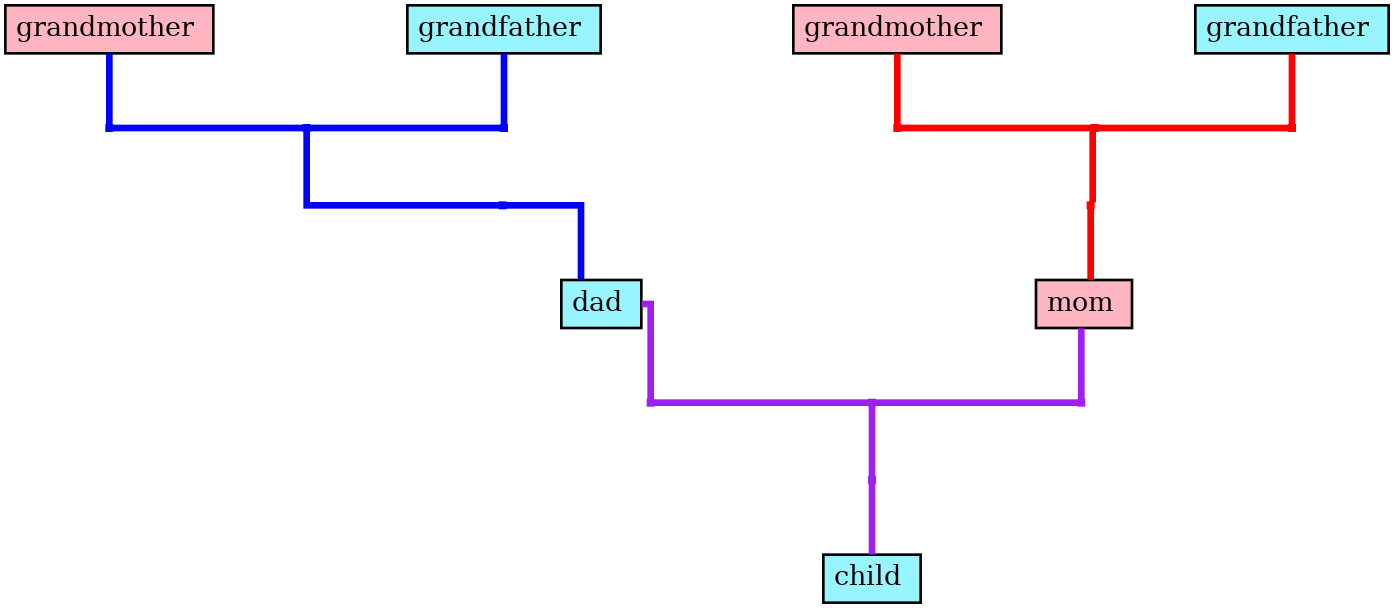 grandmother
grandfather
grandmother
grandfather
dad
mom
child